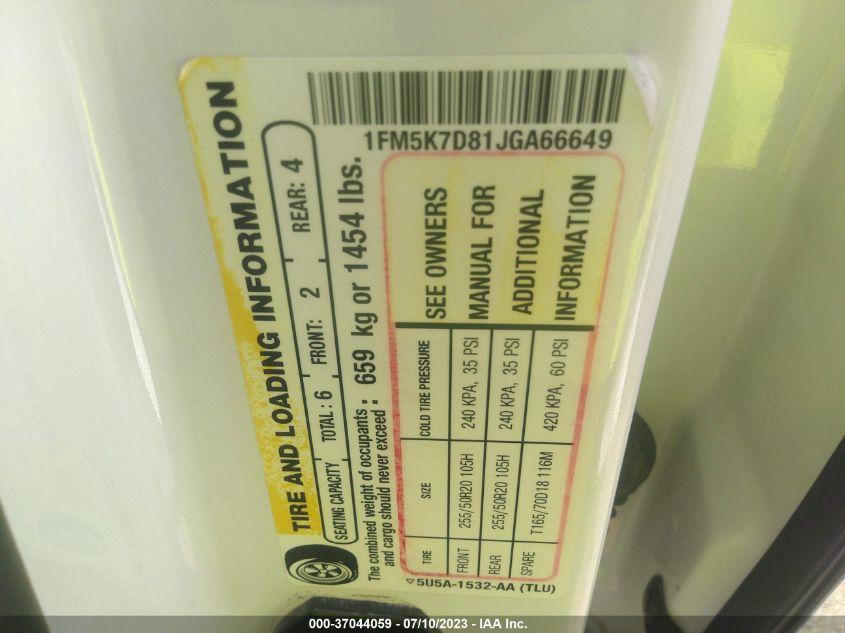 1FM5K7D81JGA66649
TIRE AND LOADING INFORMATION
SEATING CAPACITY TOTAL : 6 FRONT: 2 REAR: 4
The combined weight of occupants :
and cargo should never exceed : 659 kg or 1454 lbs.
TIRE SIZE COLD TIRE PRESSURE SEE OWNERS
FRONT 255/50R20 105H 240 KPA, 35 PSI MANUAL FOR
REAR 255/50R20 105H 240 KPA, 35 PSI ADDITIONAL
SPARE T165/70D18 116M 420 KPA, 60 PSI INFORMATION
5U5A-1532-AA (TLU)
000-37044059 / 07/10/2023 - IAA Inc.